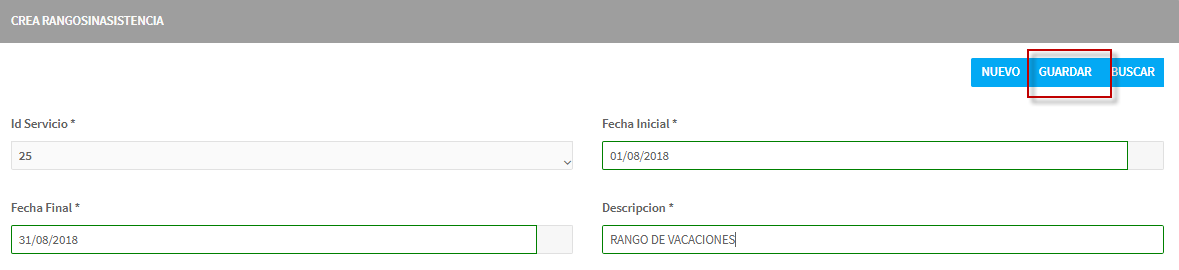 CREA RANGOSINASISTENCIA
NUEVO GUARDAR BUSCAR
Id Servicio * Fecha Inicial *
25 01/08/2018
Fecha Final * Descripcion *
31/08/2018 RANGO DE VACACIONES